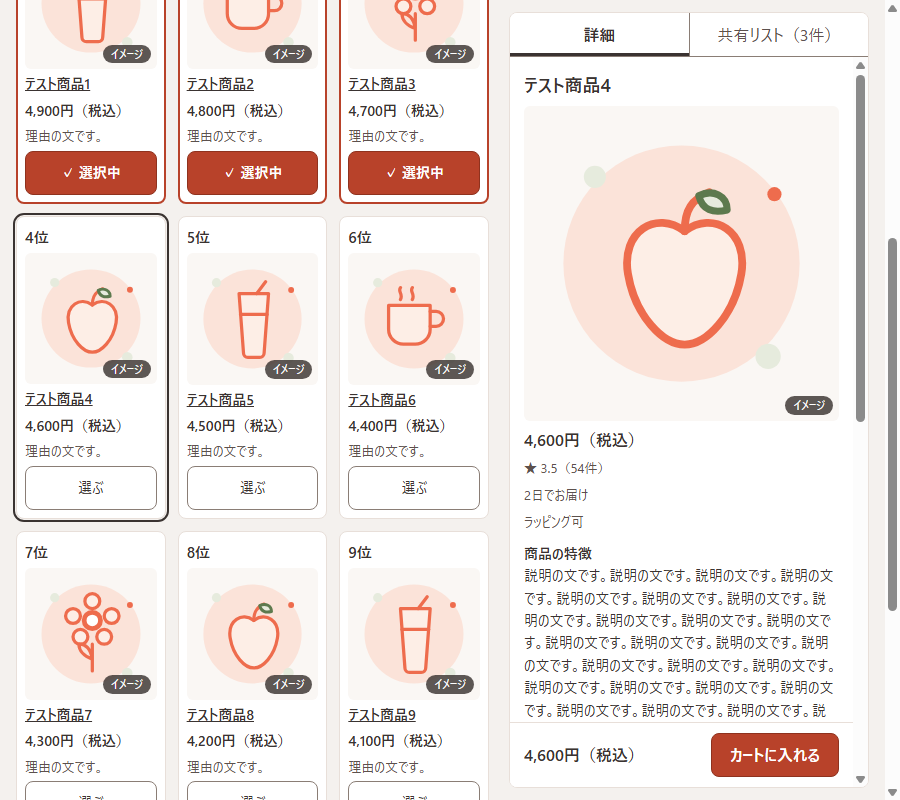 イメージ
イメージ
イメージ
テスト商品1
テスト商品2
テスト商品3
4,900円（税込）
4,800円（税込）
4,700円（税込）
理由の文です。
理由の文です。
理由の文です。
✓ 選択中
✓ 選択中
✓ 選択中
4位
5位
6位
イメージ
イメージ
イメージ
テスト商品4
テスト商品5
テスト商品6
4,600円（税込）
4,500円（税込）
4,400円（税込）
理由の文です。
理由の文です。
理由の文です。
選ぶ
選ぶ
選ぶ
7位
8位
9位
イメージ
イメージ
イメージ
テスト商品7
テスト商品8
テスト商品9
4,300円（税込）
4,200円（税込）
4,100円（税込）
理由の文です。
理由の文です。
理由の文です。
詳細
共有リスト（3件）
テスト商品4
イメージ
4,600円（税込）
★ 3.5（54件）
2日でお届け
ラッピング可
商品の特徴
説明の文です。説明の文です。説明の文です。説明の文
です。説明の文です。説明の文です。説明の文です。説
明の文です。説明の文です。説明の文です。説明の文で
す。説明の文です。説明の文です。説明の文です。説明
の文です。説明の文です。説明の文です。説明の文です。
説明の文です。説明の文です。説明の文です。説明の文
です。説明の文です。説明の文です。説明の文です。説
4,600円（税込）
カートに入れる